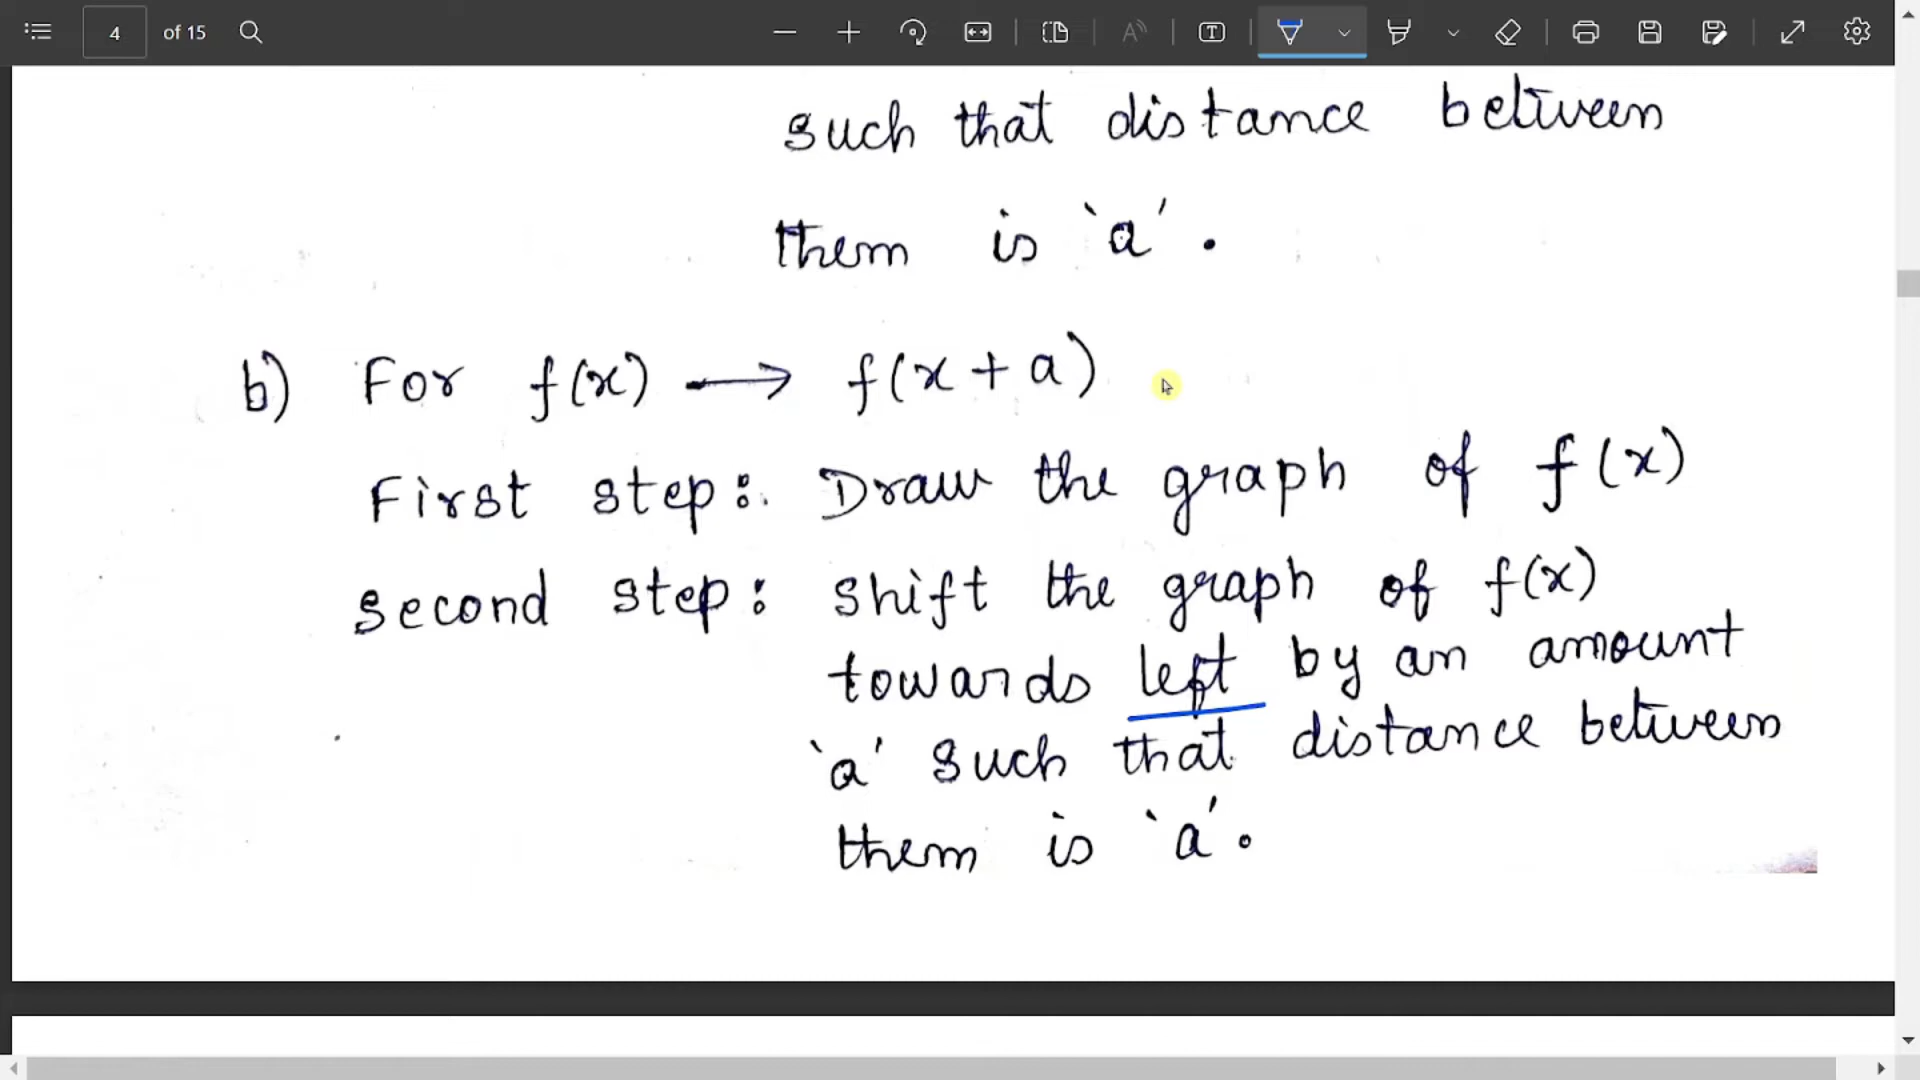 4 of 15
such that distance between
them is `a'.
b) For f(x) → f(x + a)
First step: Draw the graph of f(x)
Second step: shift the graph of f(x)
towards left by an amount
`a' such that distance between
them is `a'.